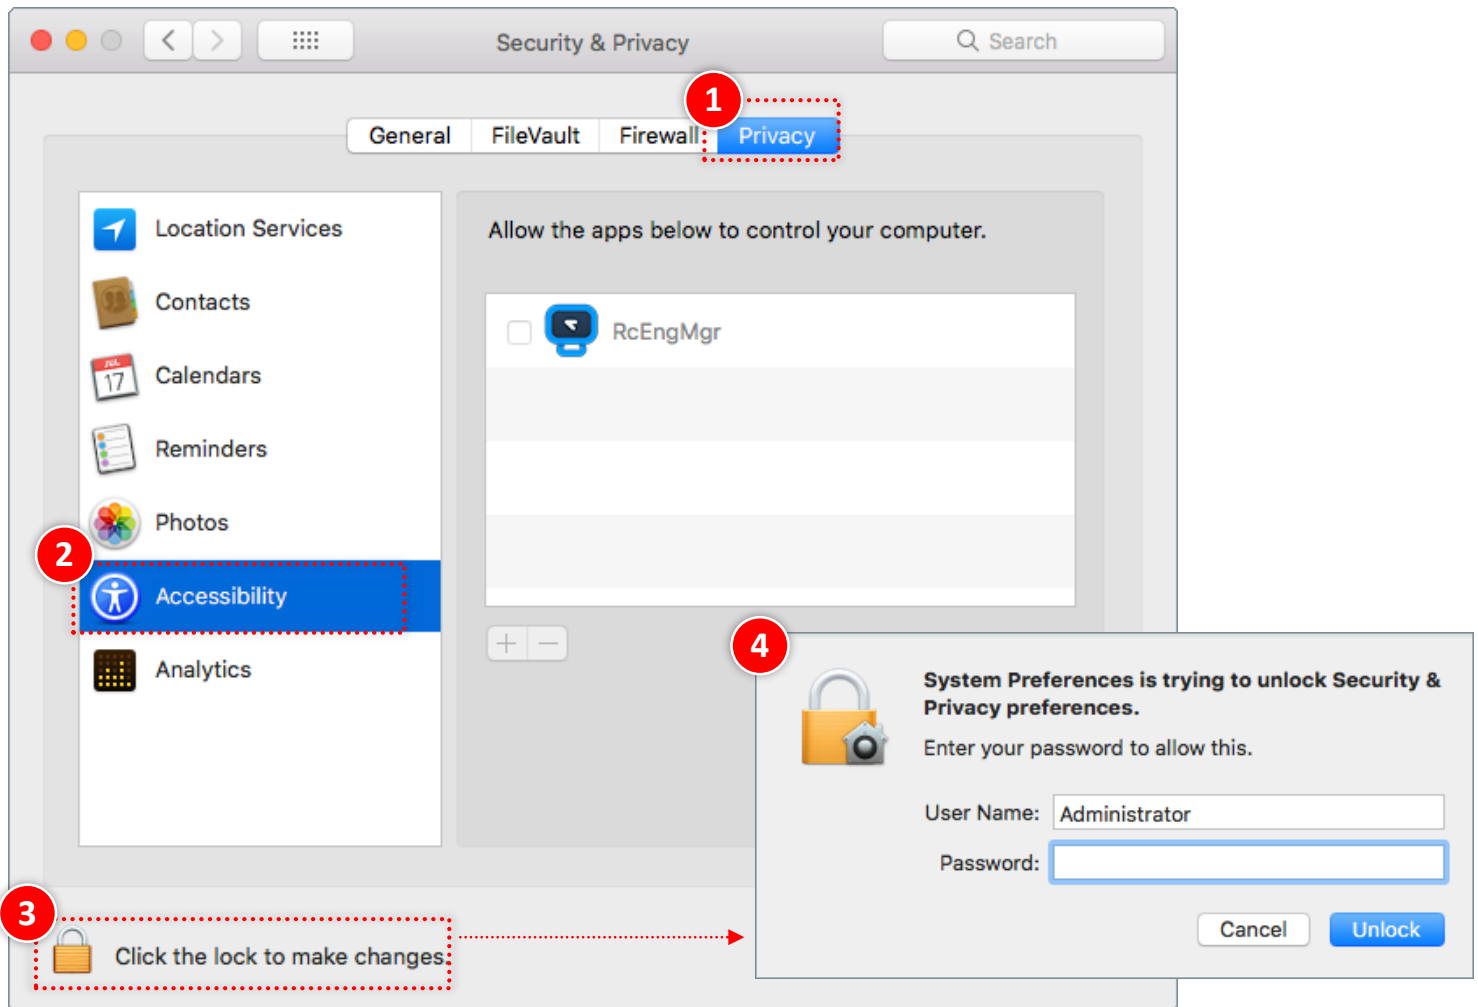 Security & Privacy
Search
1
General
FileVault
Firewall
Privacy
Location Services
Contacts
JUL
17
Calendars
Reminders
Photos
2
Accessibility
Analytics
Allow the apps below to control your computer.
RcEngMgr
+ −
3
Click the lock to make changes.
4
System Preferences is trying to unlock Security &
Privacy preferences.
Enter your password to allow this.
User Name: Administrator
Password:
Cancel
Unlock